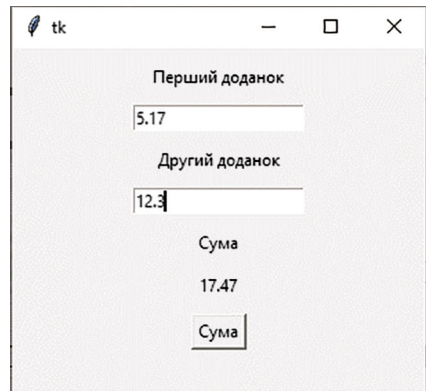 tk
Перший доданок
5.17
Другий доданок
12.3
Сума
17.47
Сума